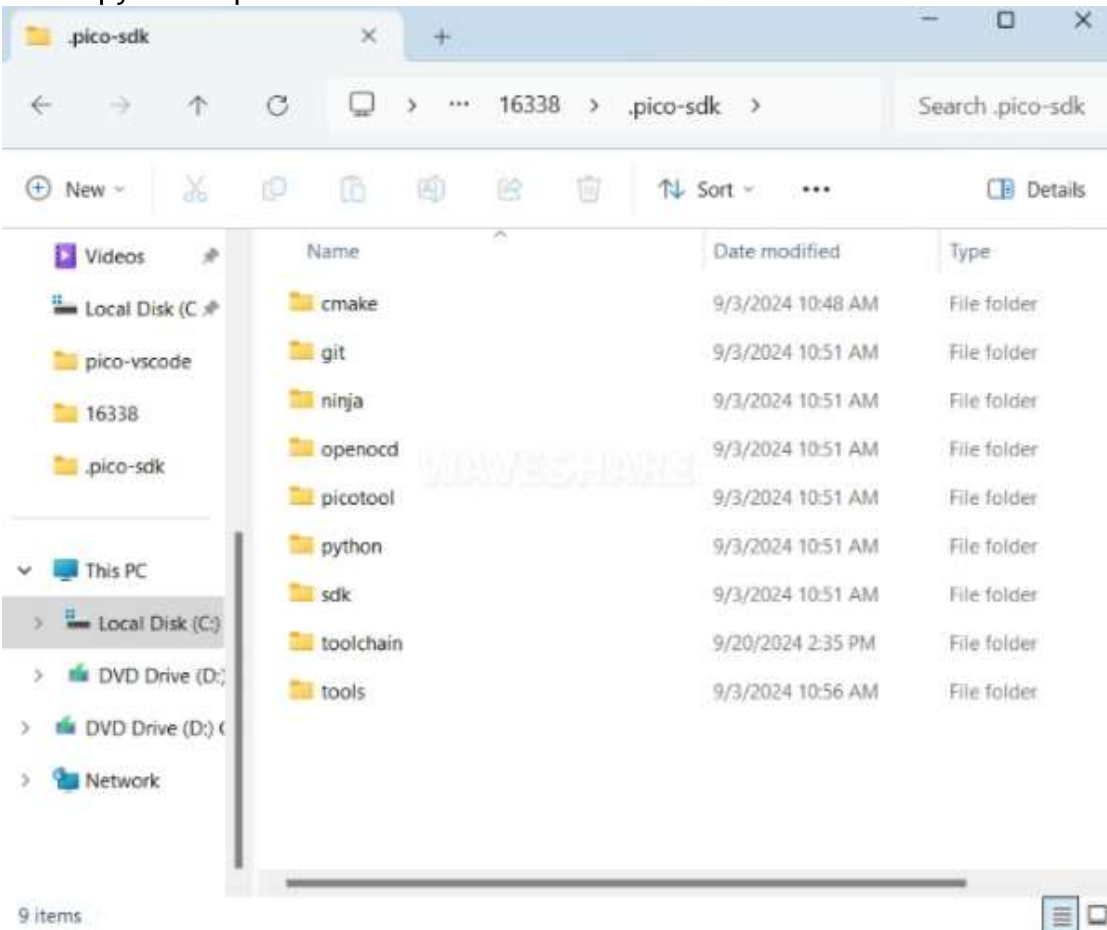 .pico-sdk
16338 > .pico-sdk >
Search .pico-sdk
New
Sort
Details
Videos
Local Disk (C
pico-vscode
16338
.pico-sdk
This PC
Local Disk (C:)
DVD Drive (D:)
DVD Drive (D:) (
Network
Name Date modified Type
cmake 9/3/2024 10:48 AM File folder
git 9/3/2024 10:51 AM File folder
ninja 9/3/2024 10:51 AM File folder
openocd 9/3/2024 10:51 AM File folder
picotool 9/3/2024 10:51 AM File folder
python 9/3/2024 10:51 AM File folder
sdk 9/3/2024 10:51 AM File folder
toolchain 9/20/2024 2:35 PM File folder
tools 9/3/2024 10:56 AM File folder
WAVESHARE
9 items